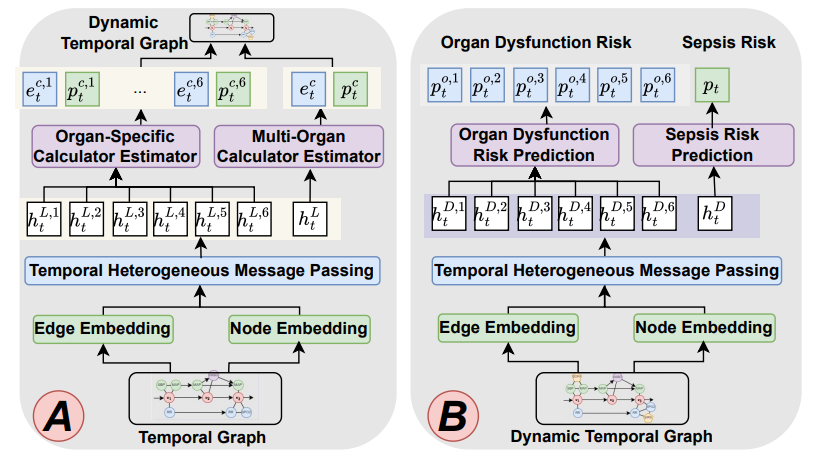 Dynamic
Temporal Graph
e_t^{c,1} p_t^{c,1} ... e_t^{c,6} p_t^{c,6} e_t^c p_t^c
Organ-Specific
Calculator Estimator
Multi-Organ
Calculator Estimator
h_t^{L,1} h_t^{L,2} h_t^{L,3} h_t^{L,4} h_t^{L,5} h_t^{L,6} h_t^L
Temporal Heterogeneous Message Passing
Edge Embedding
Node Embedding
A
Temporal Graph
Organ Dysfunction Risk
Sepsis Risk
p_t^{o,1} p_t^{o,2} p_t^{o,3} p_t^{o,4} p_t^{o,5} p_t^{o,6} p_t
Organ Dysfunction
Risk Prediction
Sepsis Risk
Prediction
h_t^{D,1} h_t^{D,2} h_t^{D,3} h_t^{D,4} h_t^{D,5} h_t^{D,6} h_t^D
Temporal Heterogeneous Message Passing
Edge Embedding
Node Embedding
B
Dynamic Temporal Graph